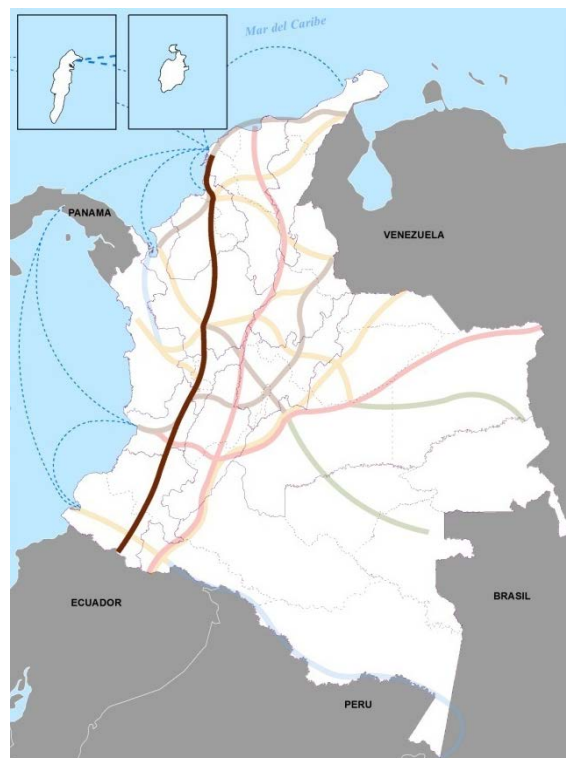 Mar del Caribe
PANAMA
VENEZUELA
ECUADOR
BRASIL
PERU